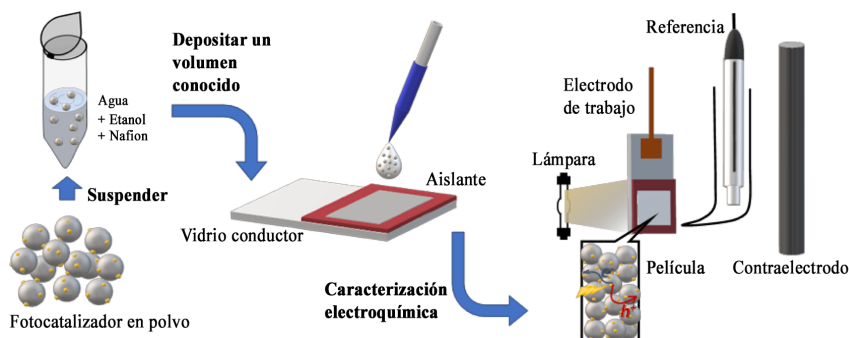 Depositar un
volumen
conocido
Agua
+ Etanol
+ Nafion
Suspender
Fotocatalizador en polvo
Aislante
Vidrio conductor
Caracterización
electroquímica
Referencia
Electrodo
de trabajo
Lámpara
Película
Contraelectrodo
h+